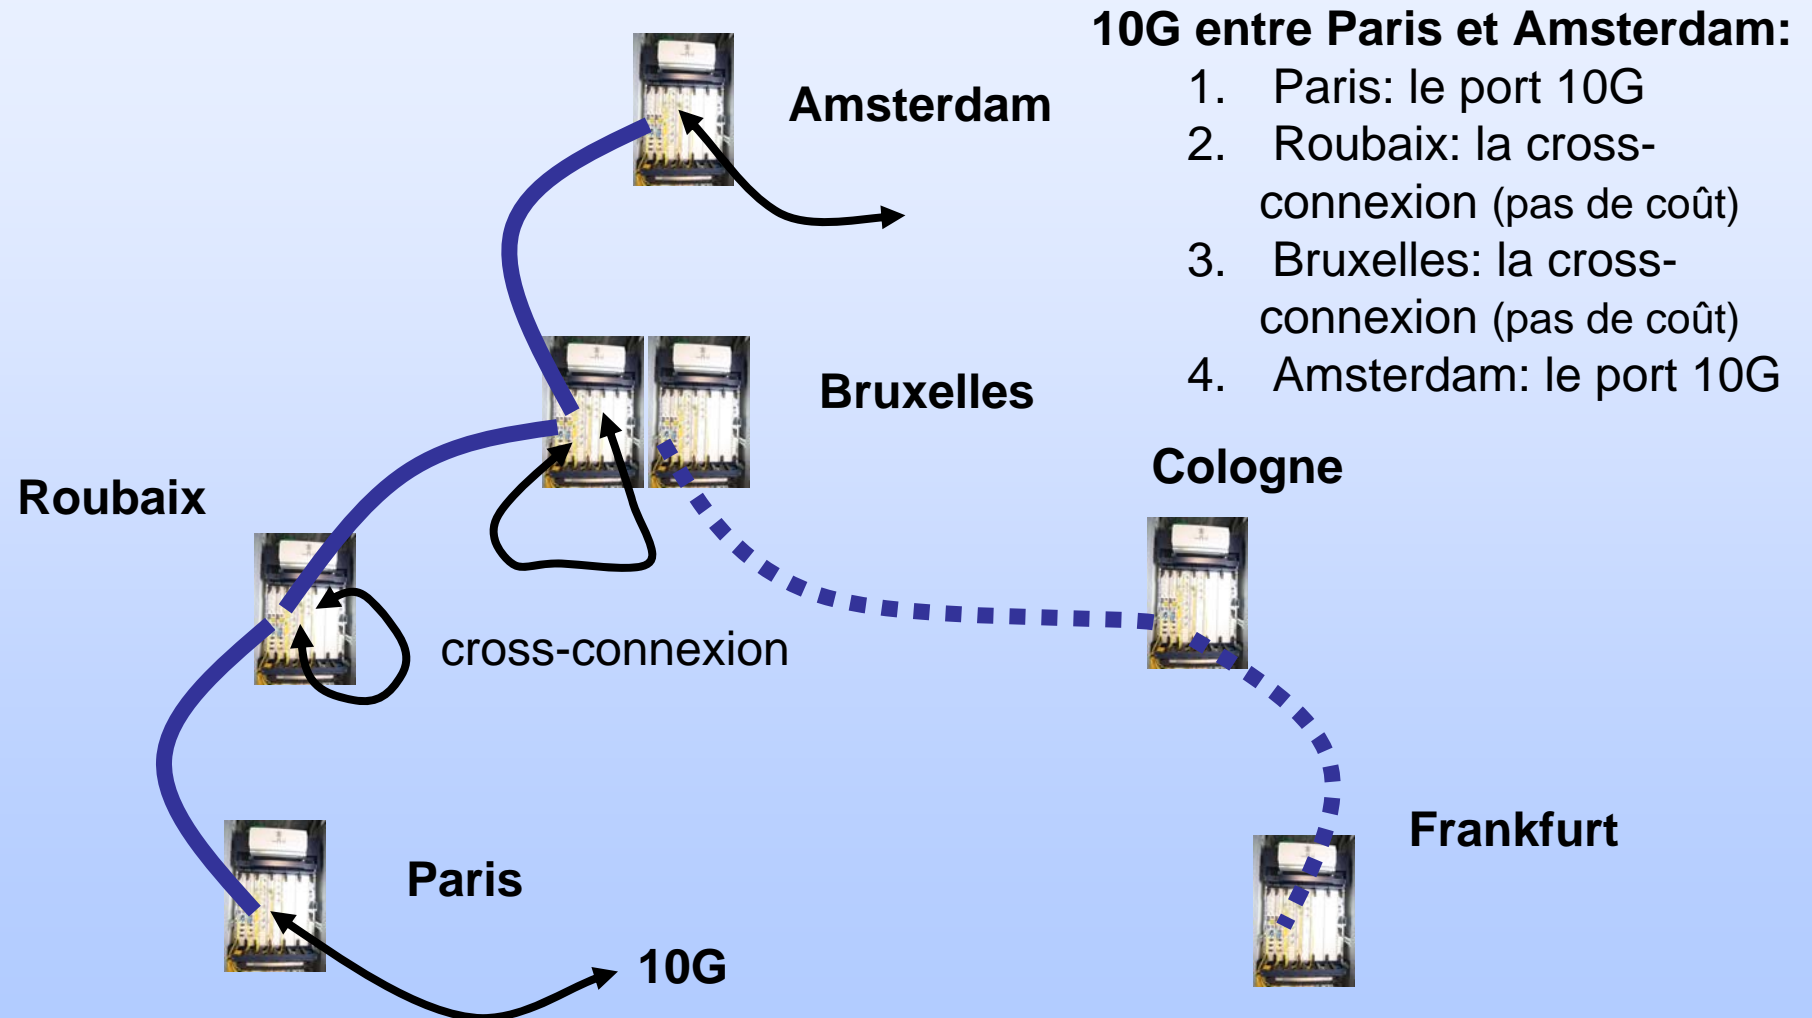 10G entre Paris et Amsterdam:
1. Paris: le port 10G
2. Roubaix: la cross-
connexion (pas de coût)
3. Bruxelles: la cross-
connexion (pas de coût)
4. Amsterdam: le port 10G
Amsterdam
Bruxelles
Cologne
Roubaix
cross-connexion
Frankfurt
Paris
10G